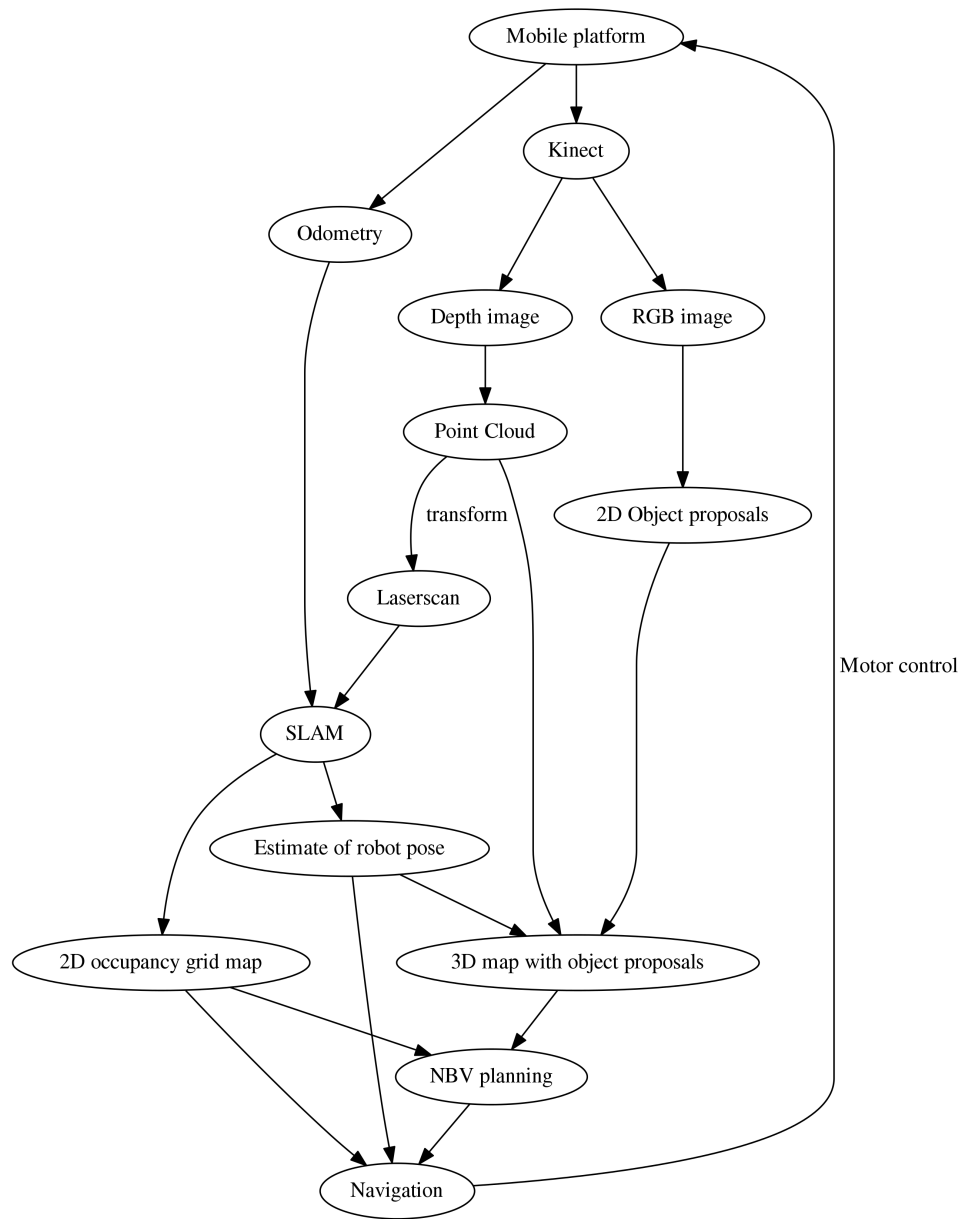 Mobile platform
Kinect
Odometry
Depth image
RGB image
Point Cloud
transform
2D Object proposals
Laserscan
Motor control
SLAM
Estimate of robot pose
2D occupancy grid map
3D map with object proposals
NBV planning
Navigation